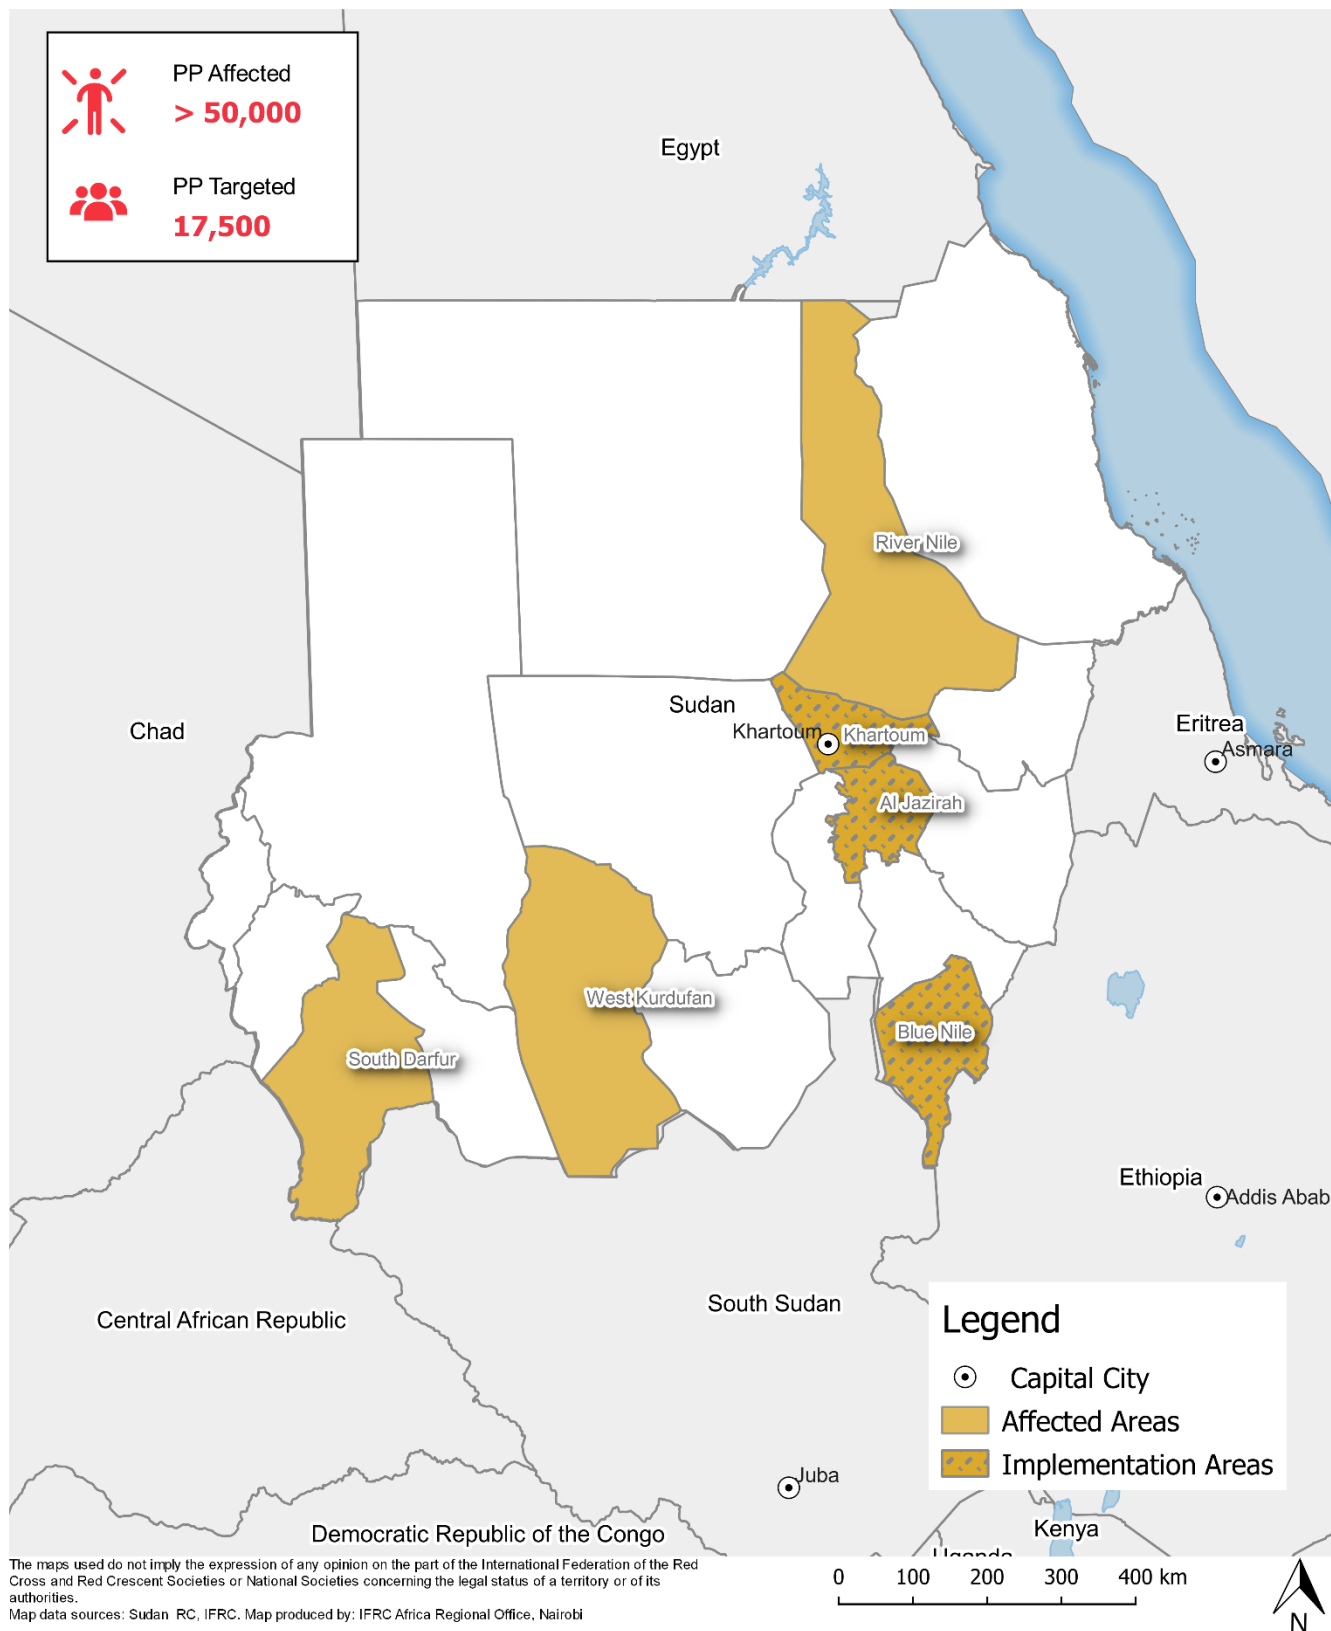 PP Affected
> 50,000
PP Targeted
17,500
Egypt
River Nile
Sudan
Khartoum
Khartoum
Chad
Eritrea
Asmara
Al Jazirah
West Kurdufan
Blue Nile
South Darfur
Ethiopia
Addis Abab
South Sudan
Central African Republic
Legend
Capital City
Affected Areas
Implementation Areas
Juba
Kenya
Democratic Republic of the Congo
Uganda
The maps used do not imply the expression of any opinion on the part of the International Federation of the Red
Cross and Red Crescent Societies or National Societies concerning the legal status of a territory or of its
authorities.
Map data sources: Sudan RC, IFRC. Map produced by: IFRC Africa Regional Office, Nairobi
0 100 200 300 400 km
N